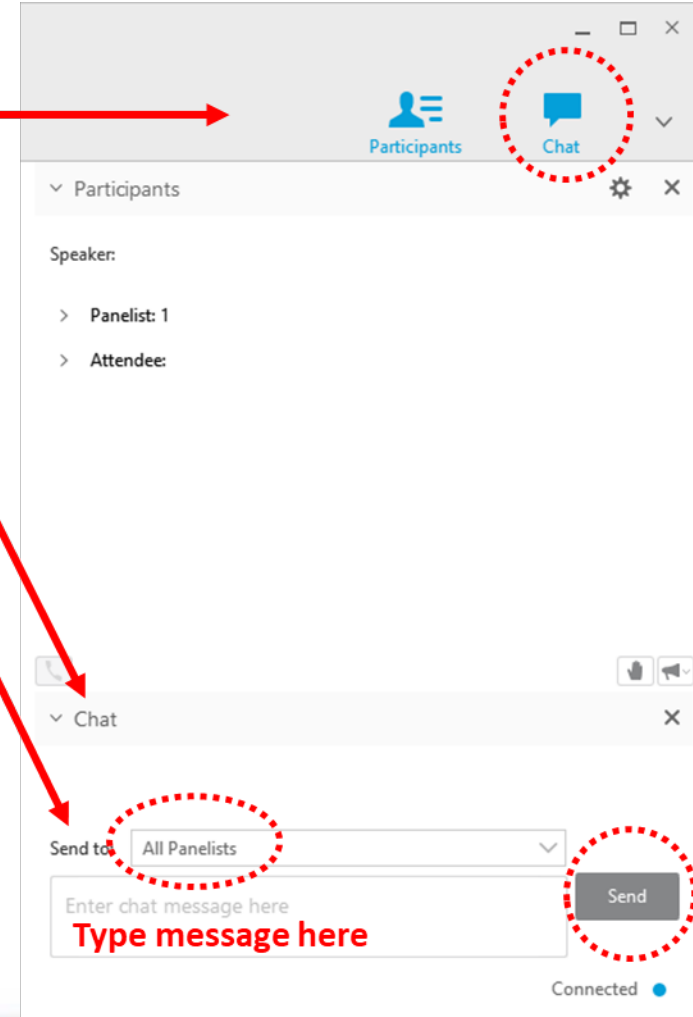 Participants Chat
Participants
Speaker:
Panelist: 1
Attendee:
Chat
Send to: All Panelists
Enter chat message here
Send
Type message here
Connected